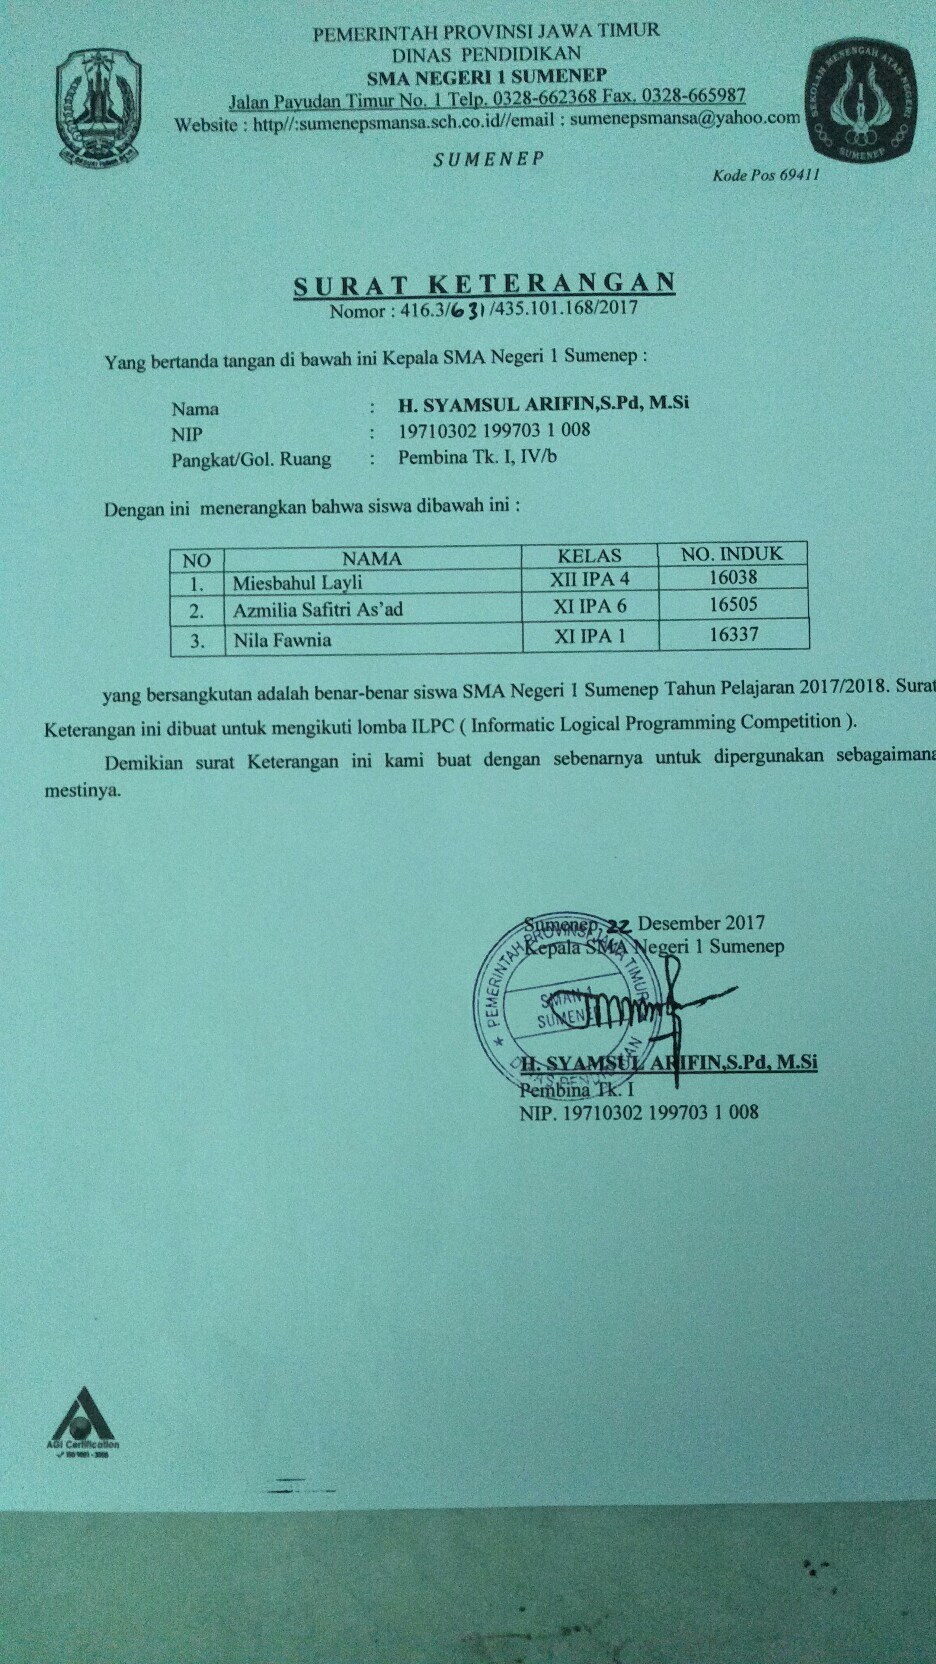 PEMERINTAH PROVINSI JAWA TIMUR
DINAS PENDIDIKAN
SMA NEGERI 1 SUMENEP
Jalan Payudan Timur No. 1 Telp. 0328-662368 Fax. 0328-665987
Website : http//:sumenepsmansa.sch.co.id//email : sumenepsmansa@yahoo.com
SUMENEP
Kode Pos 69411
SEKOLAH MENENGAH ATAS NEGERI
1
SUMENEP
SURAT KETERANGAN
Nomor : 416.3/631/435.101.168/2017
Yang bertanda tangan di bawah ini Kepala SMA Negeri 1 Sumenep :
Nama : H. SYAMSUL ARIFIN,S.Pd, M.Si
NIP : 19710302 199703 1 008
Pangkat/Gol. Ruang : Pembina Tk. I, IV/b
Dengan ini menerangkan bahwa siswa dibawah ini :
NO NAMA KELAS NO. INDUK
1. Miesbahul Layli XII IPA 4 16038
2. Azmilia Safitri As'ad XI IPA 6 16505
3. Nila Fawnia XI IPA 1 16337
yang bersangkutan adalah benar-benar siswa SMA Negeri 1 Sumenep Tahun Pelajaran 2017/2018. Surat
Keterangan ini dibuat untuk mengikuti lomba ILPC ( Informatic Logical Programming Competition ).
Demikian surat Keterangan ini kami buat dengan sebenarnya untuk dipergunakan sebagaimana
mestinya.
Sumenep, 22 Desember 2017
Kepala SMA Negeri 1 Sumenep
PEMERINTAH PROVINSI JAWA TIMUR
SMAN 1
SUMENEP
DINAS PENDIDIKAN
H. SYAMSUL ARIFIN,S.Pd, M.Si
Pembina Tk. I
NIP. 19710302 199703 1 008
AGI Certification